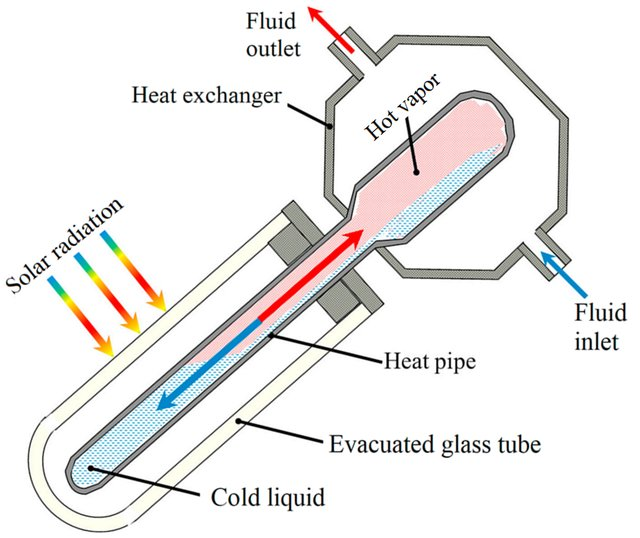 Fluid
outlet
Heat exchanger
Hot vapor
Solar radiation
Fluid
inlet
Heat pipe
Evacuated glass tube
Cold liquid